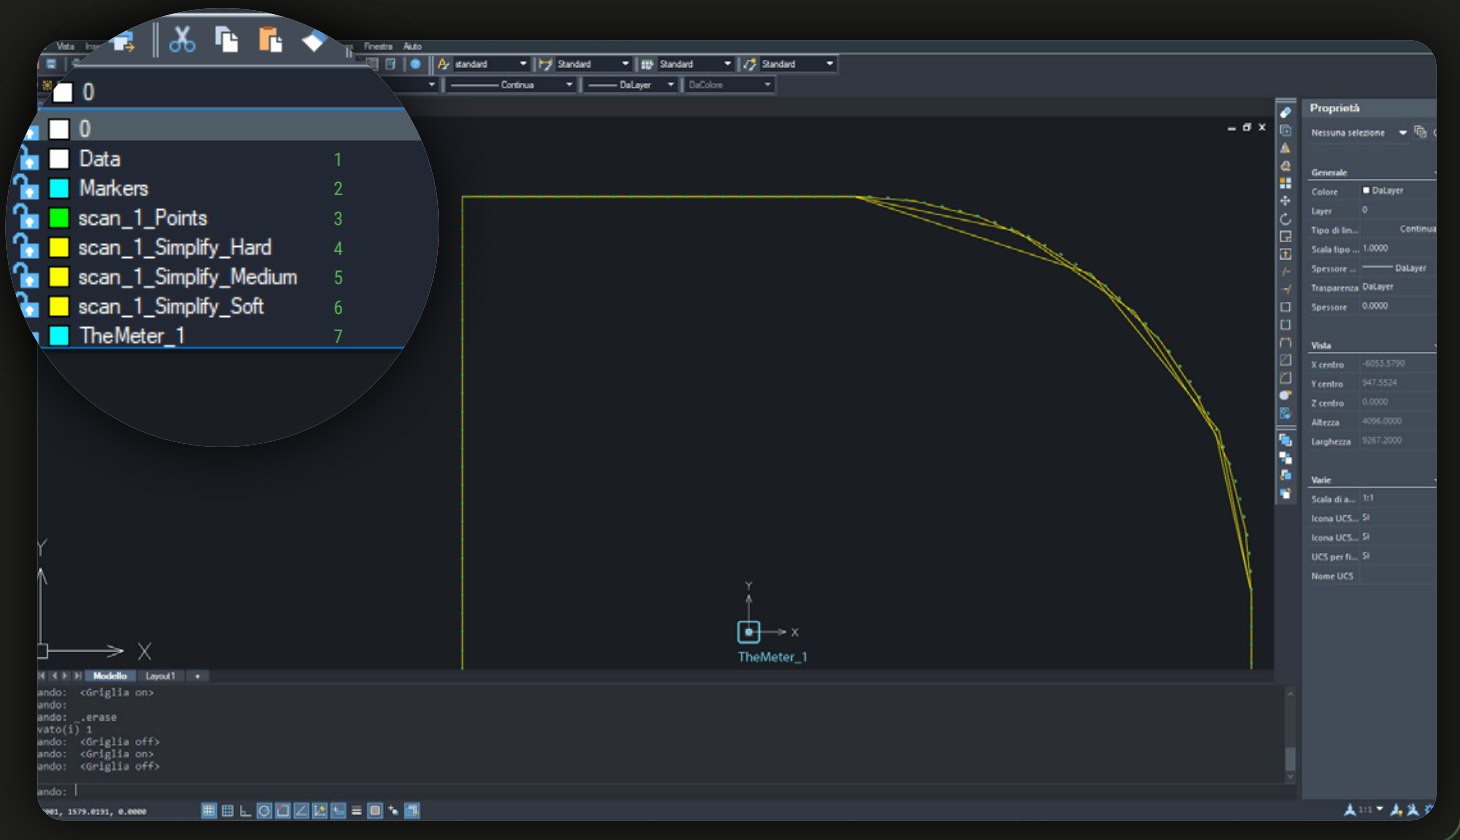 Vista
Finestra Aiuto
standard Standard Standard Standard
Continua DaLayer DaColore
0
0
Data 1
Markers 2
scan_1_Points 3
scan_1_Simplify_Hard 4
scan_1_Simplify_Medium 5
scan_1_Simplify_Soft 6
TheMeter_1 7
Proprietà
Nessuna selezione
Generale
Colore DaLayer
Layer 0
Tipo di lin... Continua
Scala tipo ... 1.0000
Spessore ... DaLayer
Trasparenza DaLayer
Spessore 0.0000
Vista
X centro -6053.5790
Y centro 947.5524
Z centro 0.0000
Altezza 4096.0000
Larghezza 9267.2000
Varie
Scala di a... 1:1
Icona UCS... Sì
Icona UCS... Sì
UCS per fi... Sì
Nome UCS
Y
X
Y
X
TheMeter_1
Modello Layout1 +
ando: <Griglia on>
ando:
ando: _.erase
vato(i) 1
ando: <Griglia off>
ando: <Griglia on>
ando: <Griglia off>
ando:
1579.0191, 0.0000
1:1